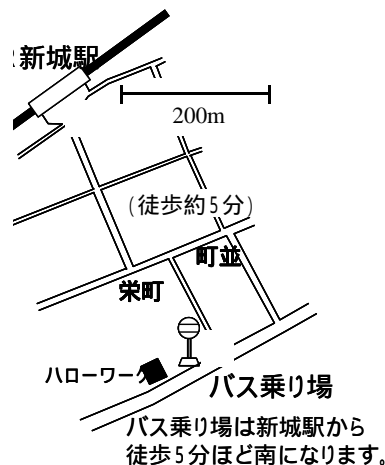 新城駅
200m
(徒歩約5分)
町並
栄町
ハローワーク
バス乗り場
バス乗り場は新城駅から
徒歩5分ほど南になります。